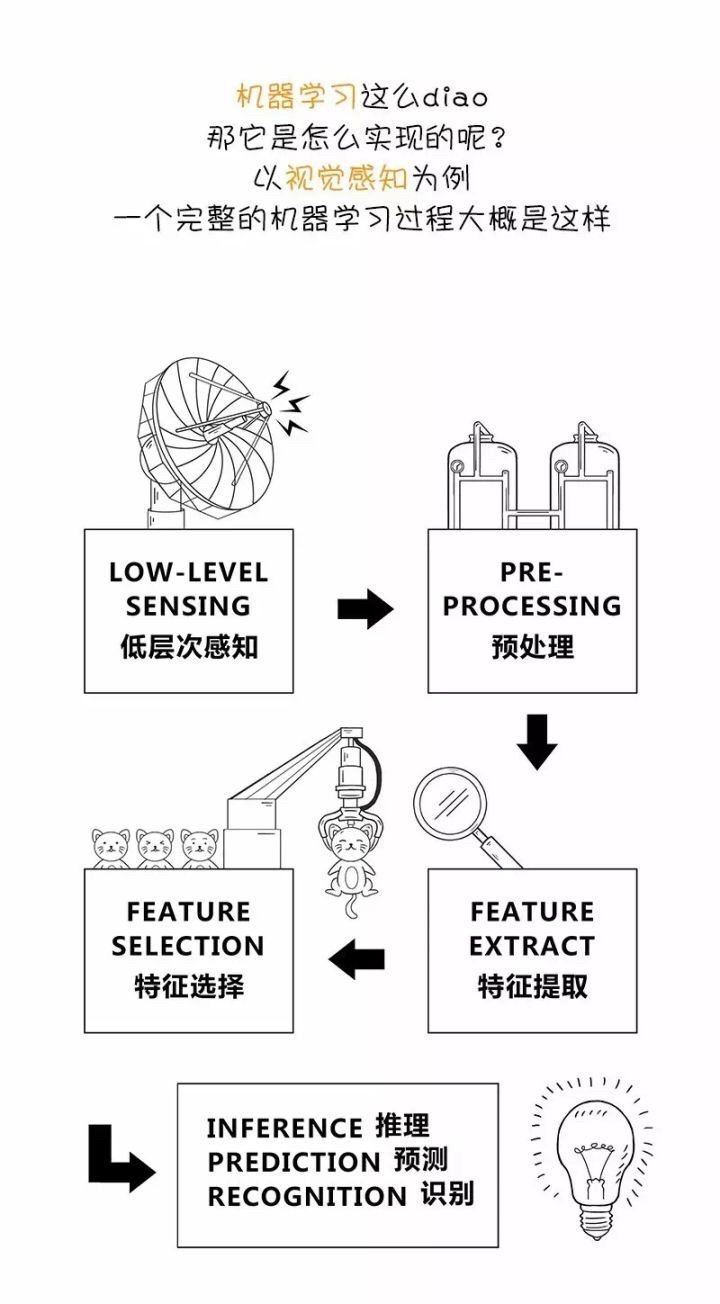 机器学习这么diao
那它是怎么实现的呢?
以视觉感知为例
一个完整的机器学习过程大概是这样
LOW-LEVEL
SENSING
低层次感知
PRE-
PROCESSING
预处理
FEATURE
SELECTION
特征选择
FEATURE
EXTRACT
特征提取
INFERENCE 推理
PREDICTION 预测
RECOGNITION 识别